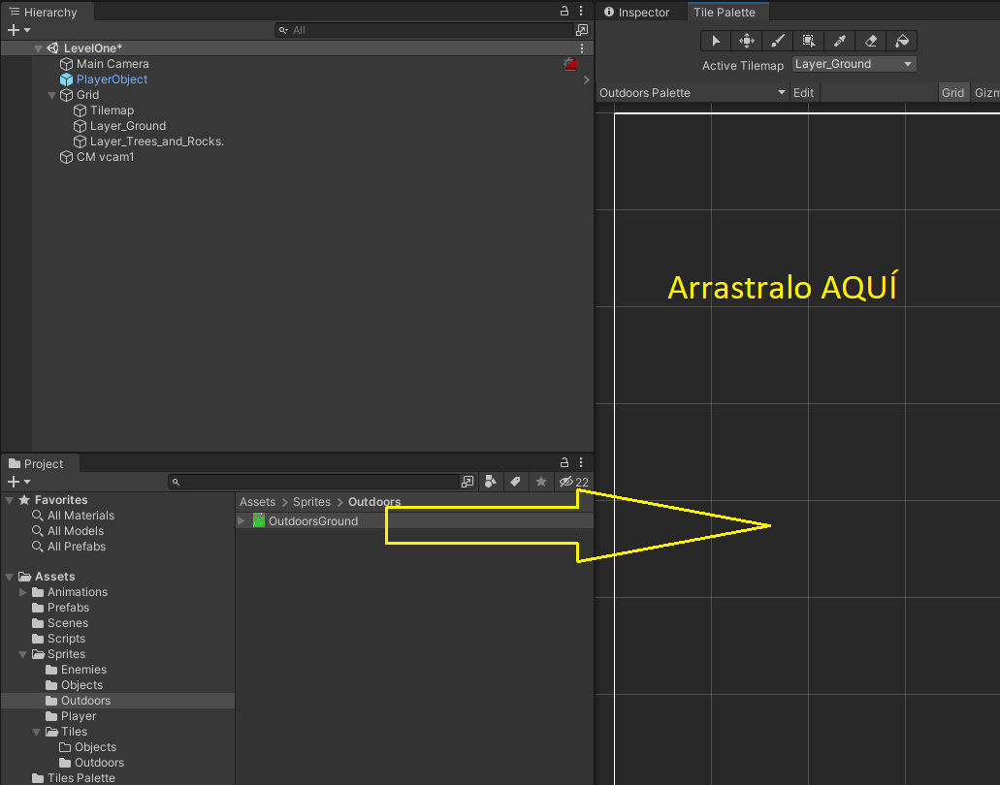 Hierarchy
All
LevelOne*
Main Camera
PlayerObject
Grid
Tilemap
Layer_Ground
Layer_Trees_and_Rocks.
CM vcam1
Inspector
Tile Palette
Active Tilemap
Layer_Ground
Outdoors Palette
Edit
Grid
Gizm
Arrastralo AQUÍ
Project
22
Favorites
All Materials
All Models
All Prefabs
Assets
Animations
Prefabs
Scenes
Scripts
Sprites
Enemies
Objects
Outdoors
Player
Tiles
Objects
Outdoors
Tiles Palette
Assets > Sprites > Outdoors
OutdoorsGround